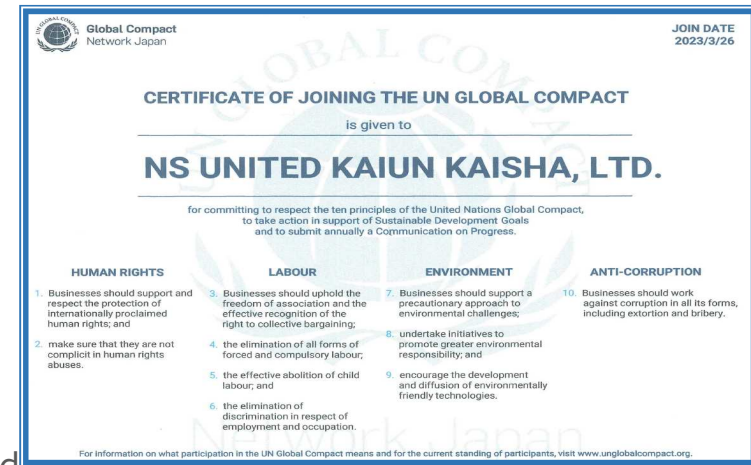 UN GLOBAL COMPACT
Global Compact
Network Japan
JOIN DATE
2023/3/26
CERTIFICATE OF JOINING THE UN GLOBAL COMPACT
is given to
NS UNITED KAIUN KAISHA, LTD.
for committing to respect the ten principles of the United Nations Global Compact,
to take action in support of Sustainable Development Goals
and to submit annually a Communication on Progress.
HUMAN RIGHTS
1. Businesses should support and
respect the protection of
internationally proclaimed
human rights; and
2. make sure that they are not
complicit in human rights
abuses.
LABOUR
3. Businesses should uphold the
freedom of association and the
effective recognition of the
right to collective bargaining;
4. the elimination of all forms of
forced and compulsory labour;
5. the effective abolition of child
labour; and
6. the elimination of
discrimination in respect of
employment and occupation.
ENVIRONMENT
7. Businesses should support a
precautionary approach to
environmental challenges;
8. undertake initiatives to
promote greater environmental
responsibility; and
9. encourage the development
and diffusion of environmentally
friendly technologies.
ANTI-CORRUPTION
10. Businesses should work
against corruption in all its forms,
including extortion and bribery.
Network Japan
For information on what participation in the UN Global Compact means and for the current standing of participants, visit www.unglobalcompact.org.
d